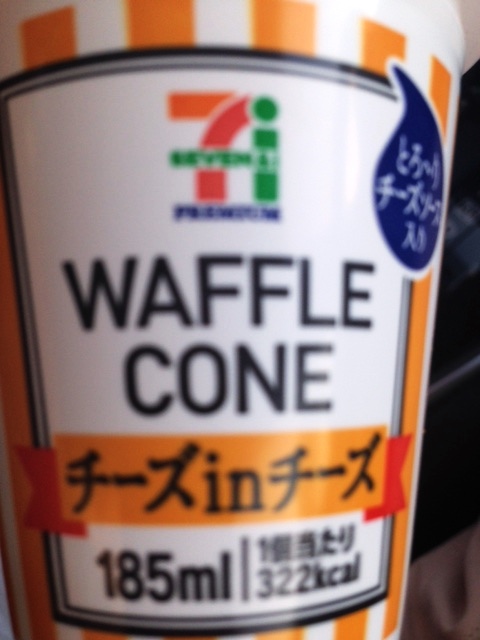 SEVEN & i
PREMIUM
とろ〜り
チーズソース
入り
WAFFLE
CONE
チーズinチーズ
185ml
1個当たり
322kcal